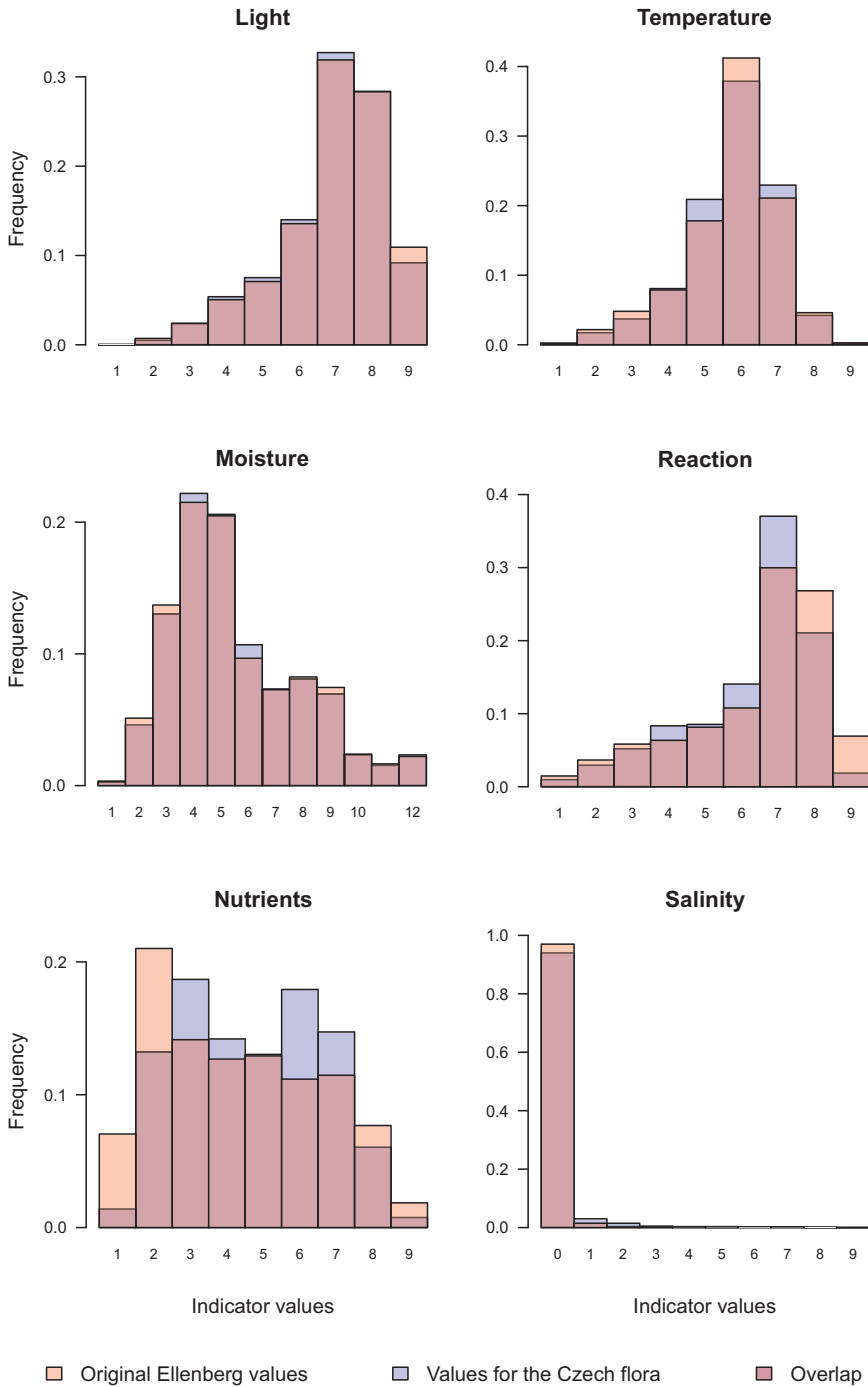 Light
Temperature
Frequency
0.0
0.1
0.2
0.3
1 2 3 4 5 6 7 8 9
0.0
0.1
0.2
0.3
0.4
1 2 3 4 5 6 7 8 9
Moisture
Reaction
Frequency
0.0
0.1
0.2
1 2 3 4 5 6 7 8 9 10 12
0.0
0.1
0.2
0.3
0.4
1 2 3 4 5 6 7 8 9
Nutrients
Salinity
Frequency
0.0
0.1
0.2
1 2 3 4 5 6 7 8 9
0.0
0.2
0.4
0.6
0.8
1.0
0 1 2 3 4 5 6 7 8 9
Indicator values
Indicator values
Original Ellenberg values
Values for the Czech flora
Overlap